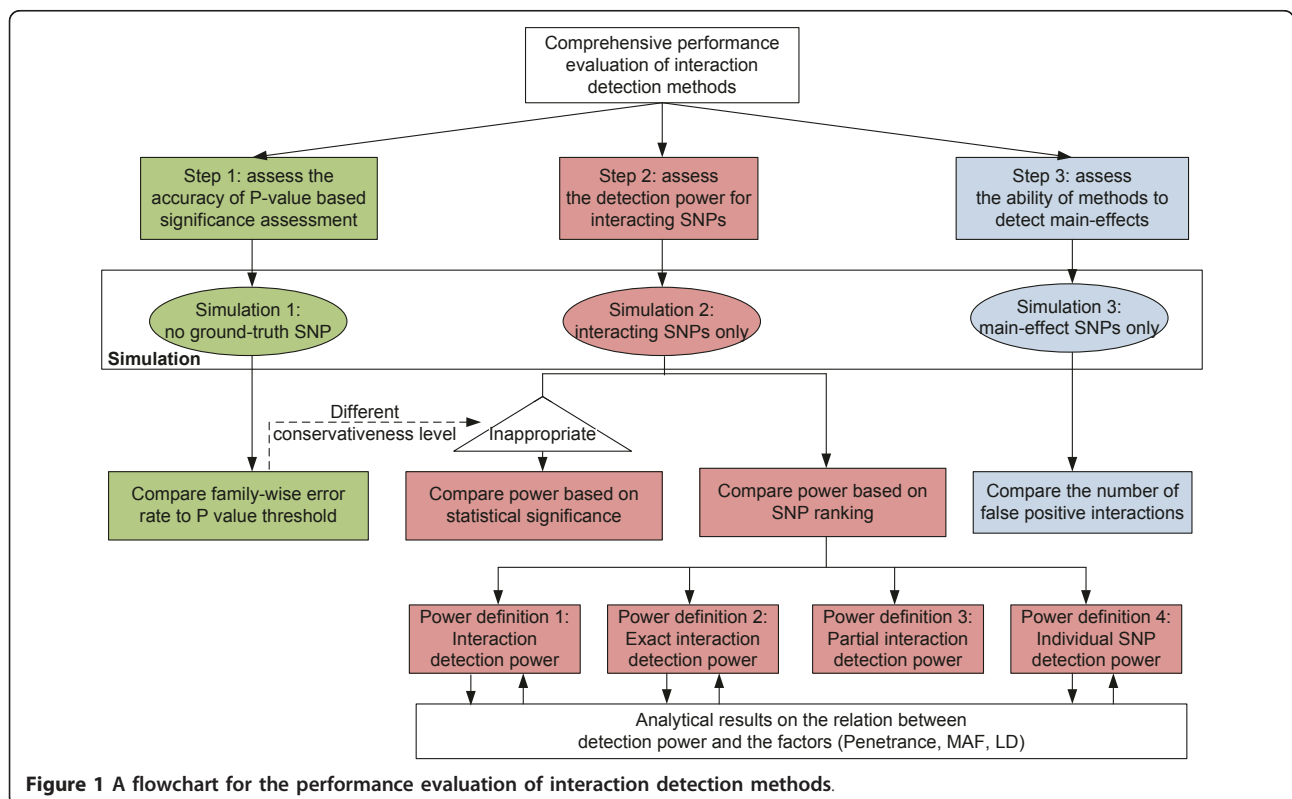 Comprehensive performance
evaluation of interaction
detection methods
Step 1: assess the
accuracy of P-value based
significance assessment
Step 2: assess
the detection power for
interacting SNPs
Step 3: assess
the ability of methods to
detect main-effects
Simulation 1:
no ground-truth SNP
Simulation 2:
interacting SNPs only
Simulation 3:
main-effect SNPs only
Simulation
Different
conservativeness level
Inappropriate
Compare family-wise error
rate to P value threshold
Compare power based on
statistical significance
Compare power based on
SNP ranking
Compare the number of
false positive interactions
Power definition 1:
Interaction
detection power
Power definition 2:
Exact interaction
detection power
Power definition 3:
Partial interaction
detection power
Power definition 4:
Individual SNP
detection power
Analytical results on the relation between
detection power and the factors (Penetrance, MAF, LD)
Figure 1 A flowchart for the performance evaluation of interaction detection methods.